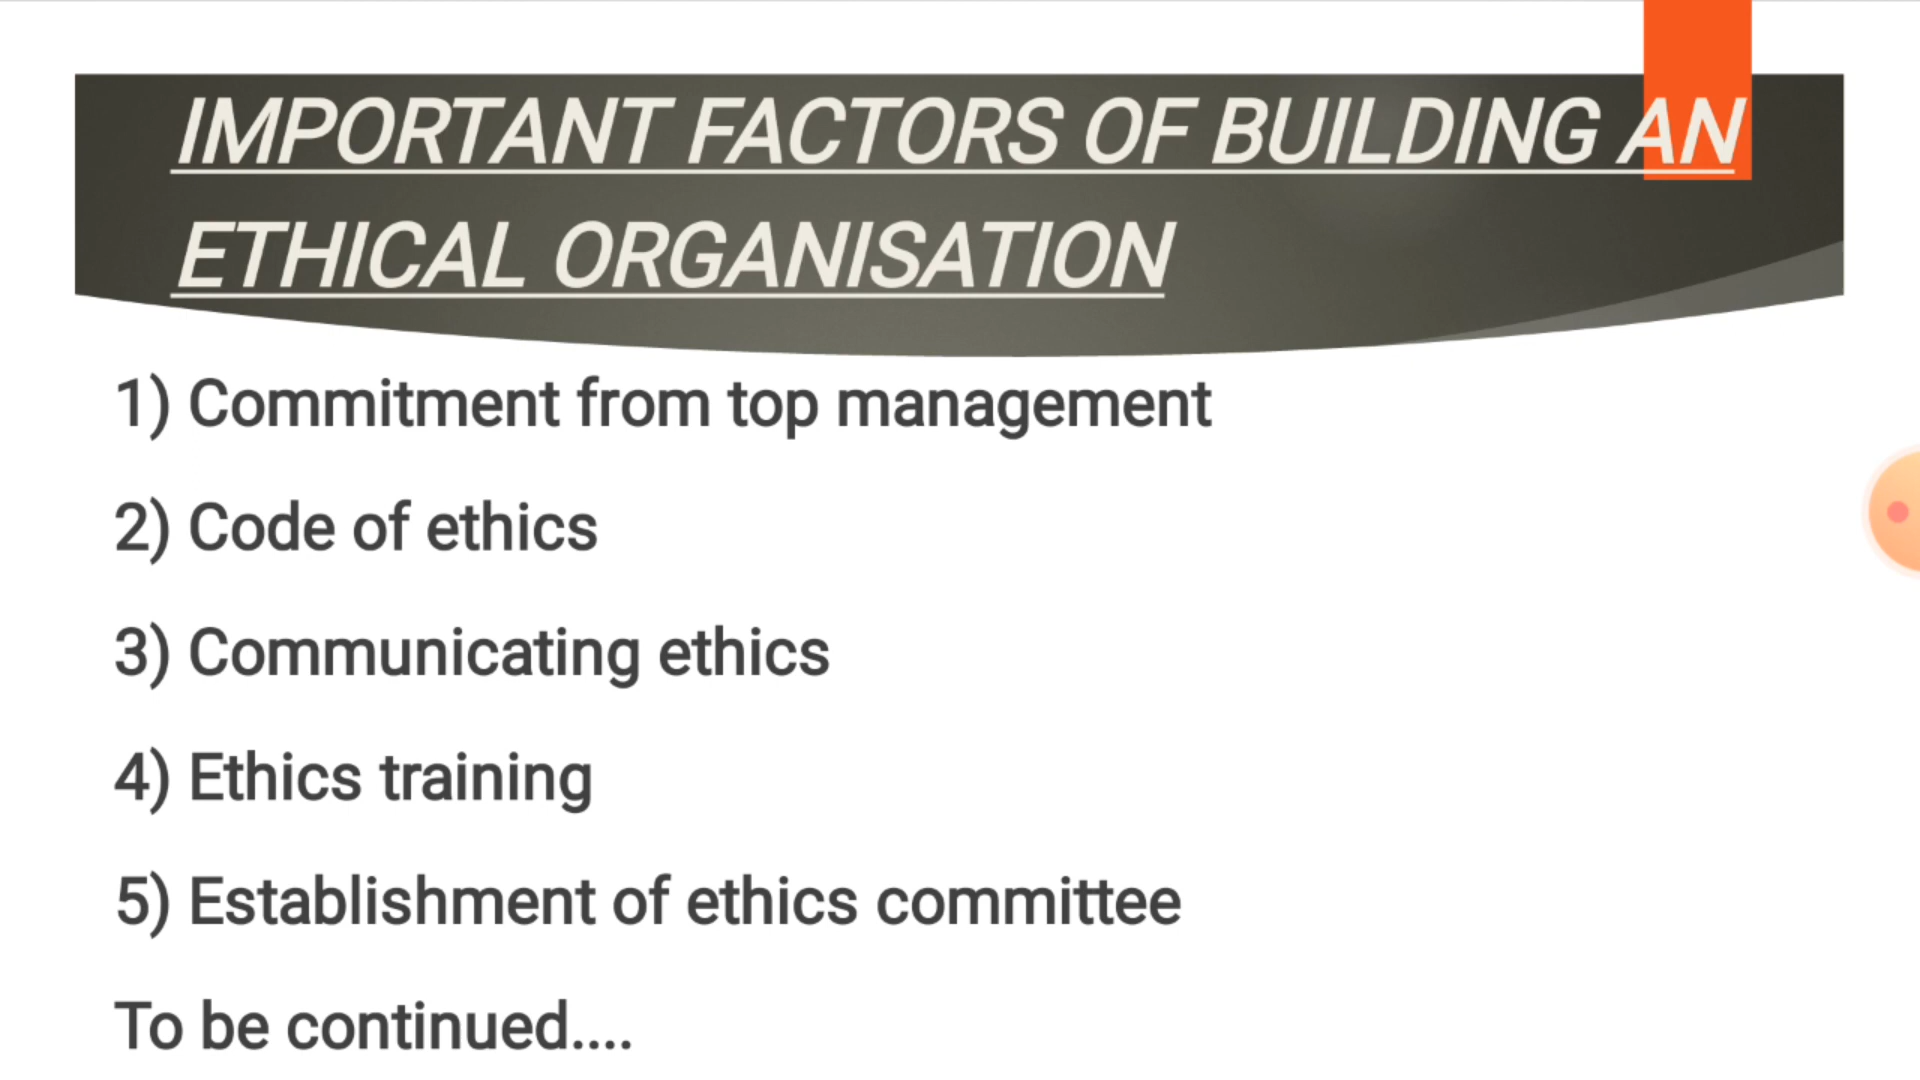 IMPORTANT FACTORS OF BUILDING AN
ETHICAL ORGANISATION
1) Commitment from top management
2) Code of ethics
3) Communicating ethics
4) Ethics training
5) Establishment of ethics committee
To be continued....